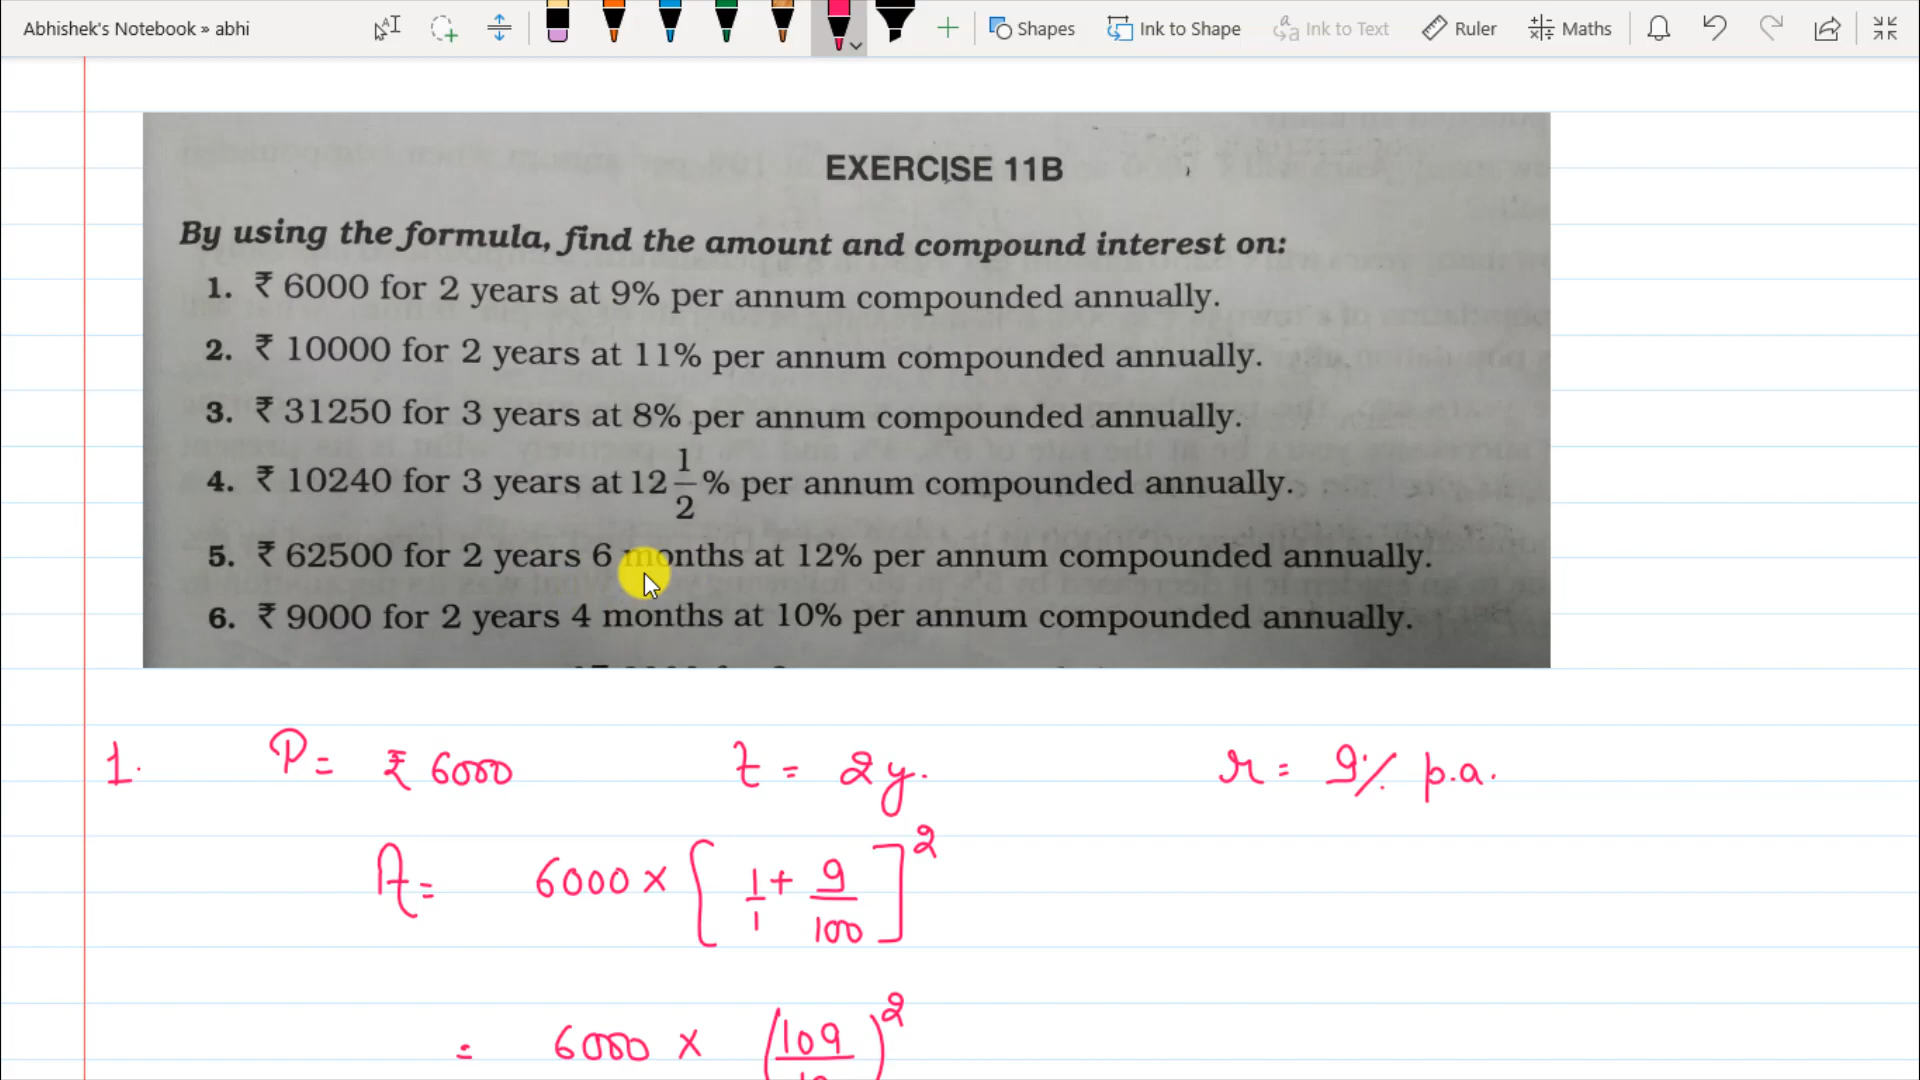 Abhishek's Notebook » abhi
Shapes
Ink to Shape
Ink to Text
Ruler
Maths
EXERCISE 11B
By using the formula, find the amount and compound interest on:
1. ₹ 6000 for 2 years at 9% per annum compounded annually.
2. ₹ 10000 for 2 years at 11% per annum compounded annually.
3. ₹ 31250 for 3 years at 8% per annum compounded annually.
4. ₹ 10240 for 3 years at 12 1/2 % per annum compounded annually.
5. ₹ 62500 for 2 years 6 months at 12% per annum compounded annually.
6. ₹ 9000 for 2 years 4 months at 10% per annum compounded annually.
1. P = ₹ 6000 t = 2y. r = 9% p.a.
A = 6000 × [ 1/1 + 9/100 ]²
= 6000 × (109